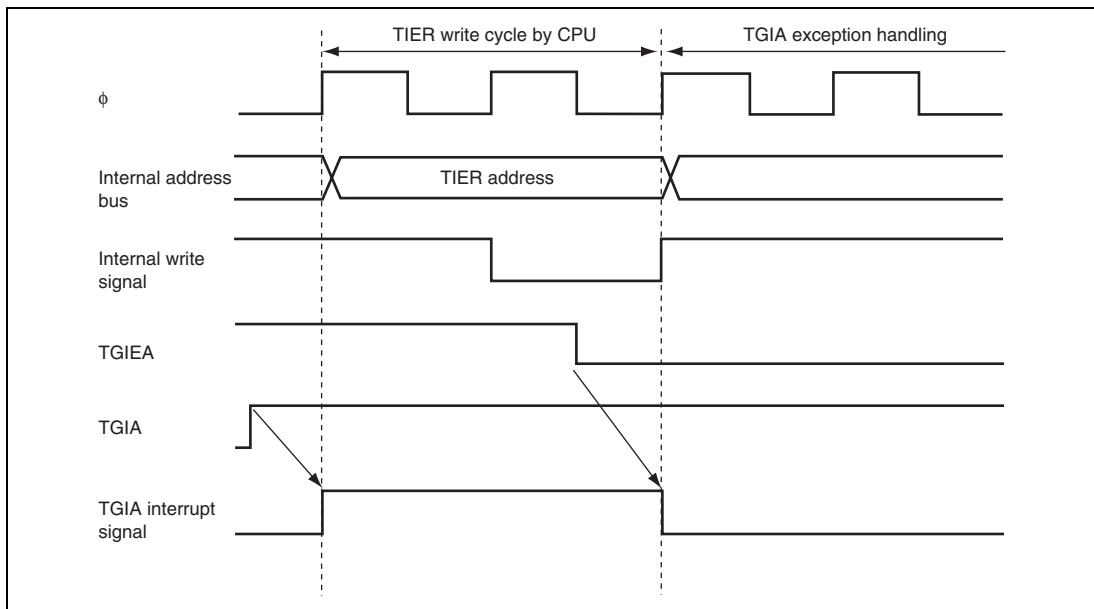 TIER write cycle by CPU
TGIA exception handling
ϕ
Internal address
bus
TIER address
Internal write
signal
TGIEA
TGIA
TGIA interrupt
signal